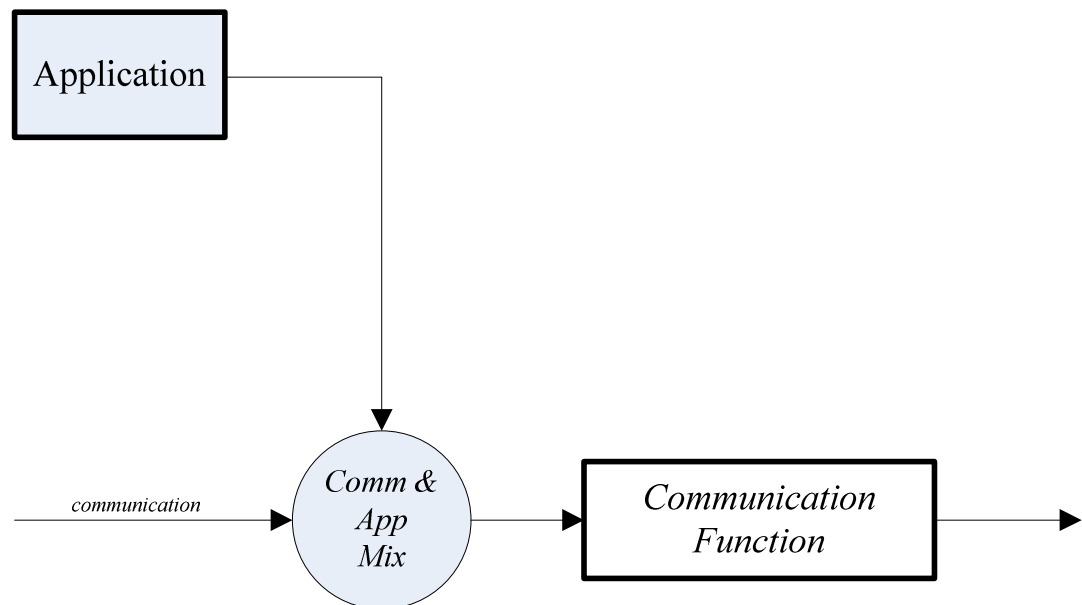 Application
communication
Comm &
App
Mix
Communication
Function